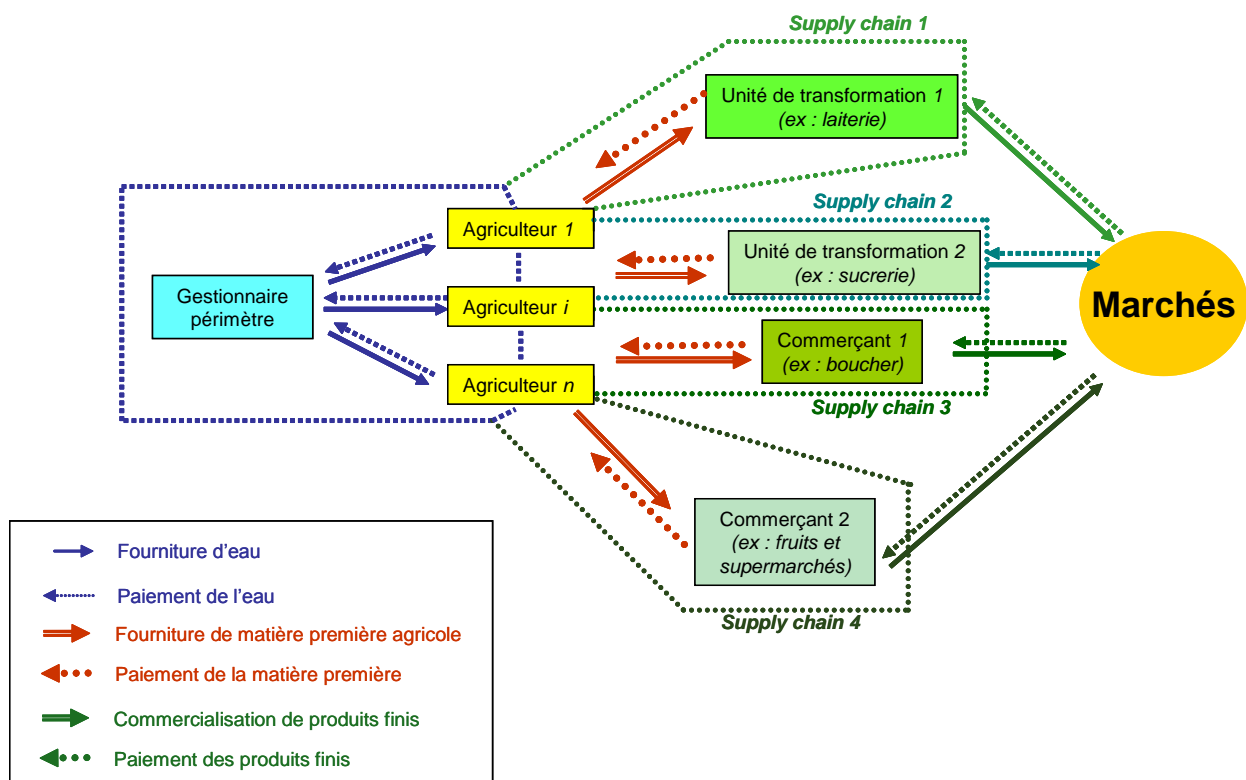 Supply chain 1
Unité de transformation 1
(ex : laiterie)
Supply chain 2
Agriculteur 1
Unité de transformation 2
(ex : sucrerie)
Gestionnaire
périmètre
Agriculteur i
Marchés
Commerçant 1
(ex : boucher)
Agriculteur n
Supply chain 3
Commerçant 2
(ex : fruits et
supermarchés)
Supply chain 4
Fourniture d'eau
Paiement de l'eau
Fourniture de matière première agricole
Paiement de la matière première
Commercialisation de produits finis
Paiement des produits finis